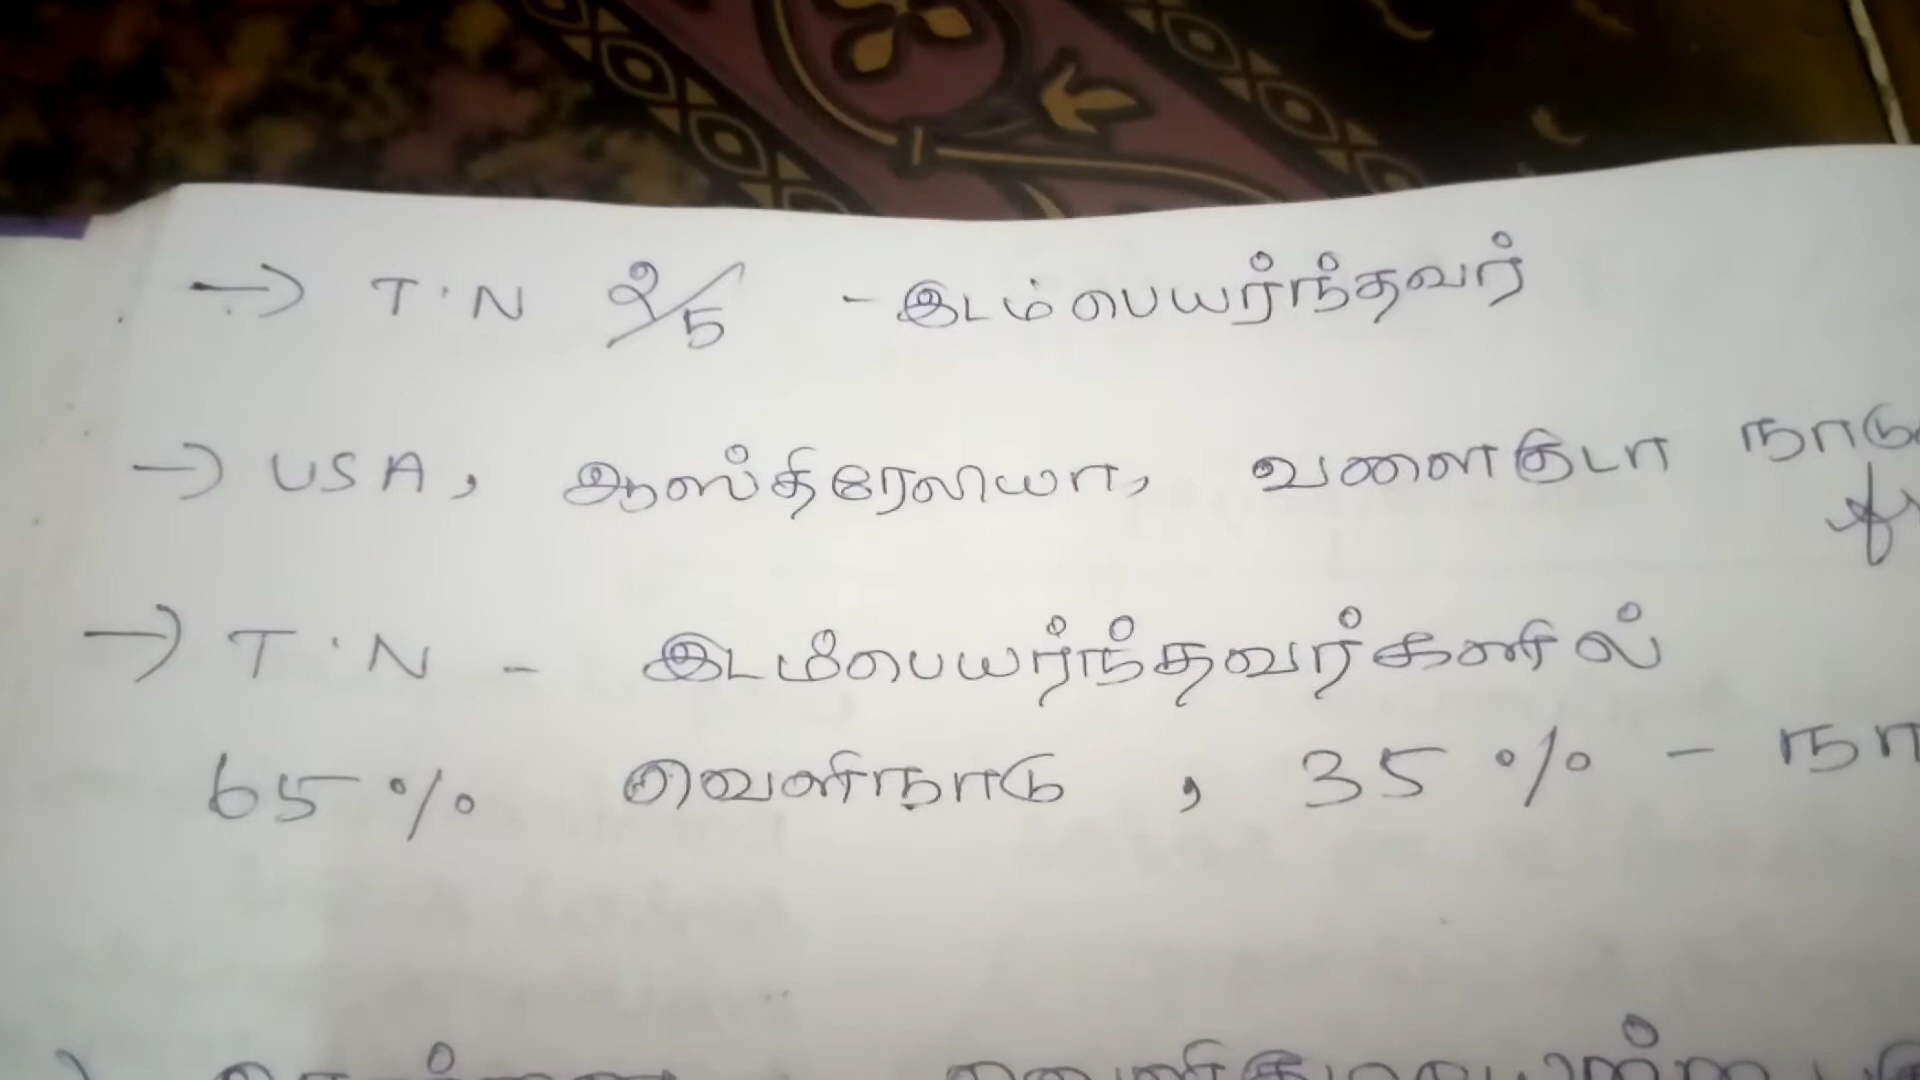 → T.N 2/5 - இடம்பெயர்ந்தவர்
→ USA, ஆஸ்திரேலியா, வளைகுடா
→ T.N - இடம்பெயர்ந்தவர்களில்
65% வெளிநாடு , 35% -